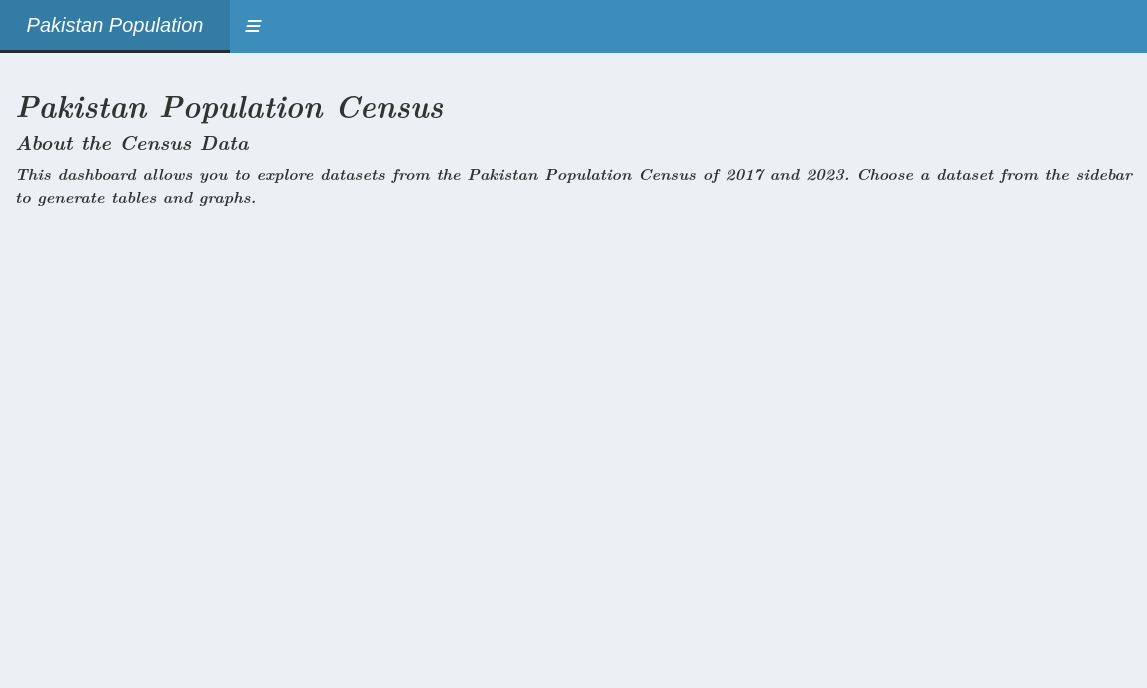 Pakistan Population
Pakistan Population Census
About the Census Data
This dashboard allows you to explore datasets from the Pakistan Population Census of 2017 and 2023. Choose a dataset from the sidebar
to generate tables and graphs.